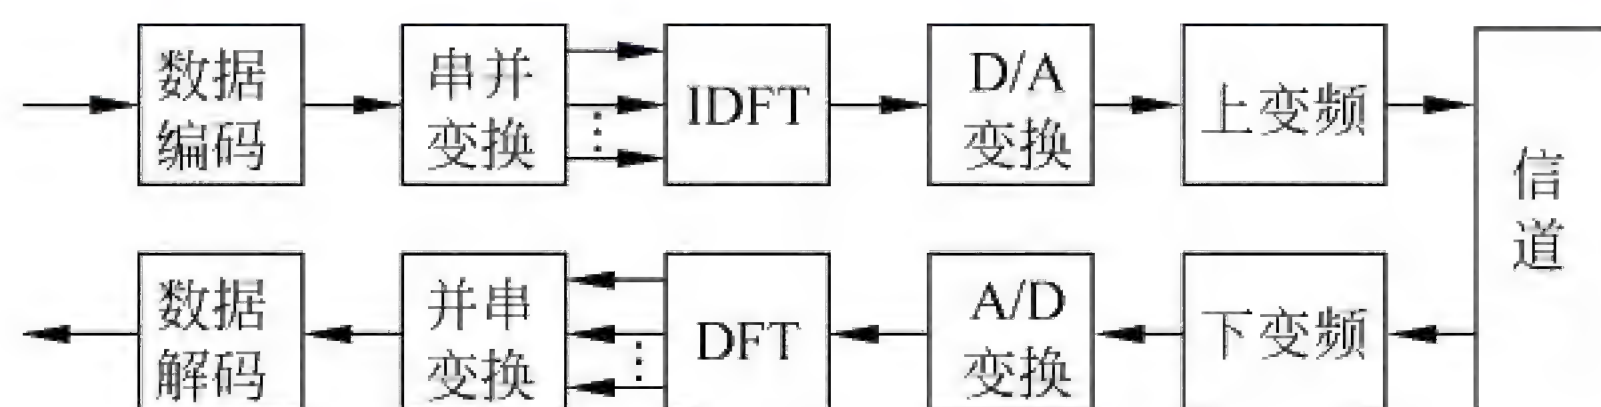 数据
编码
串并
变换
IDFT
D/A
变换
上变频
信道
数据
解码
并串
变换
DFT
A/D
变换
下变频